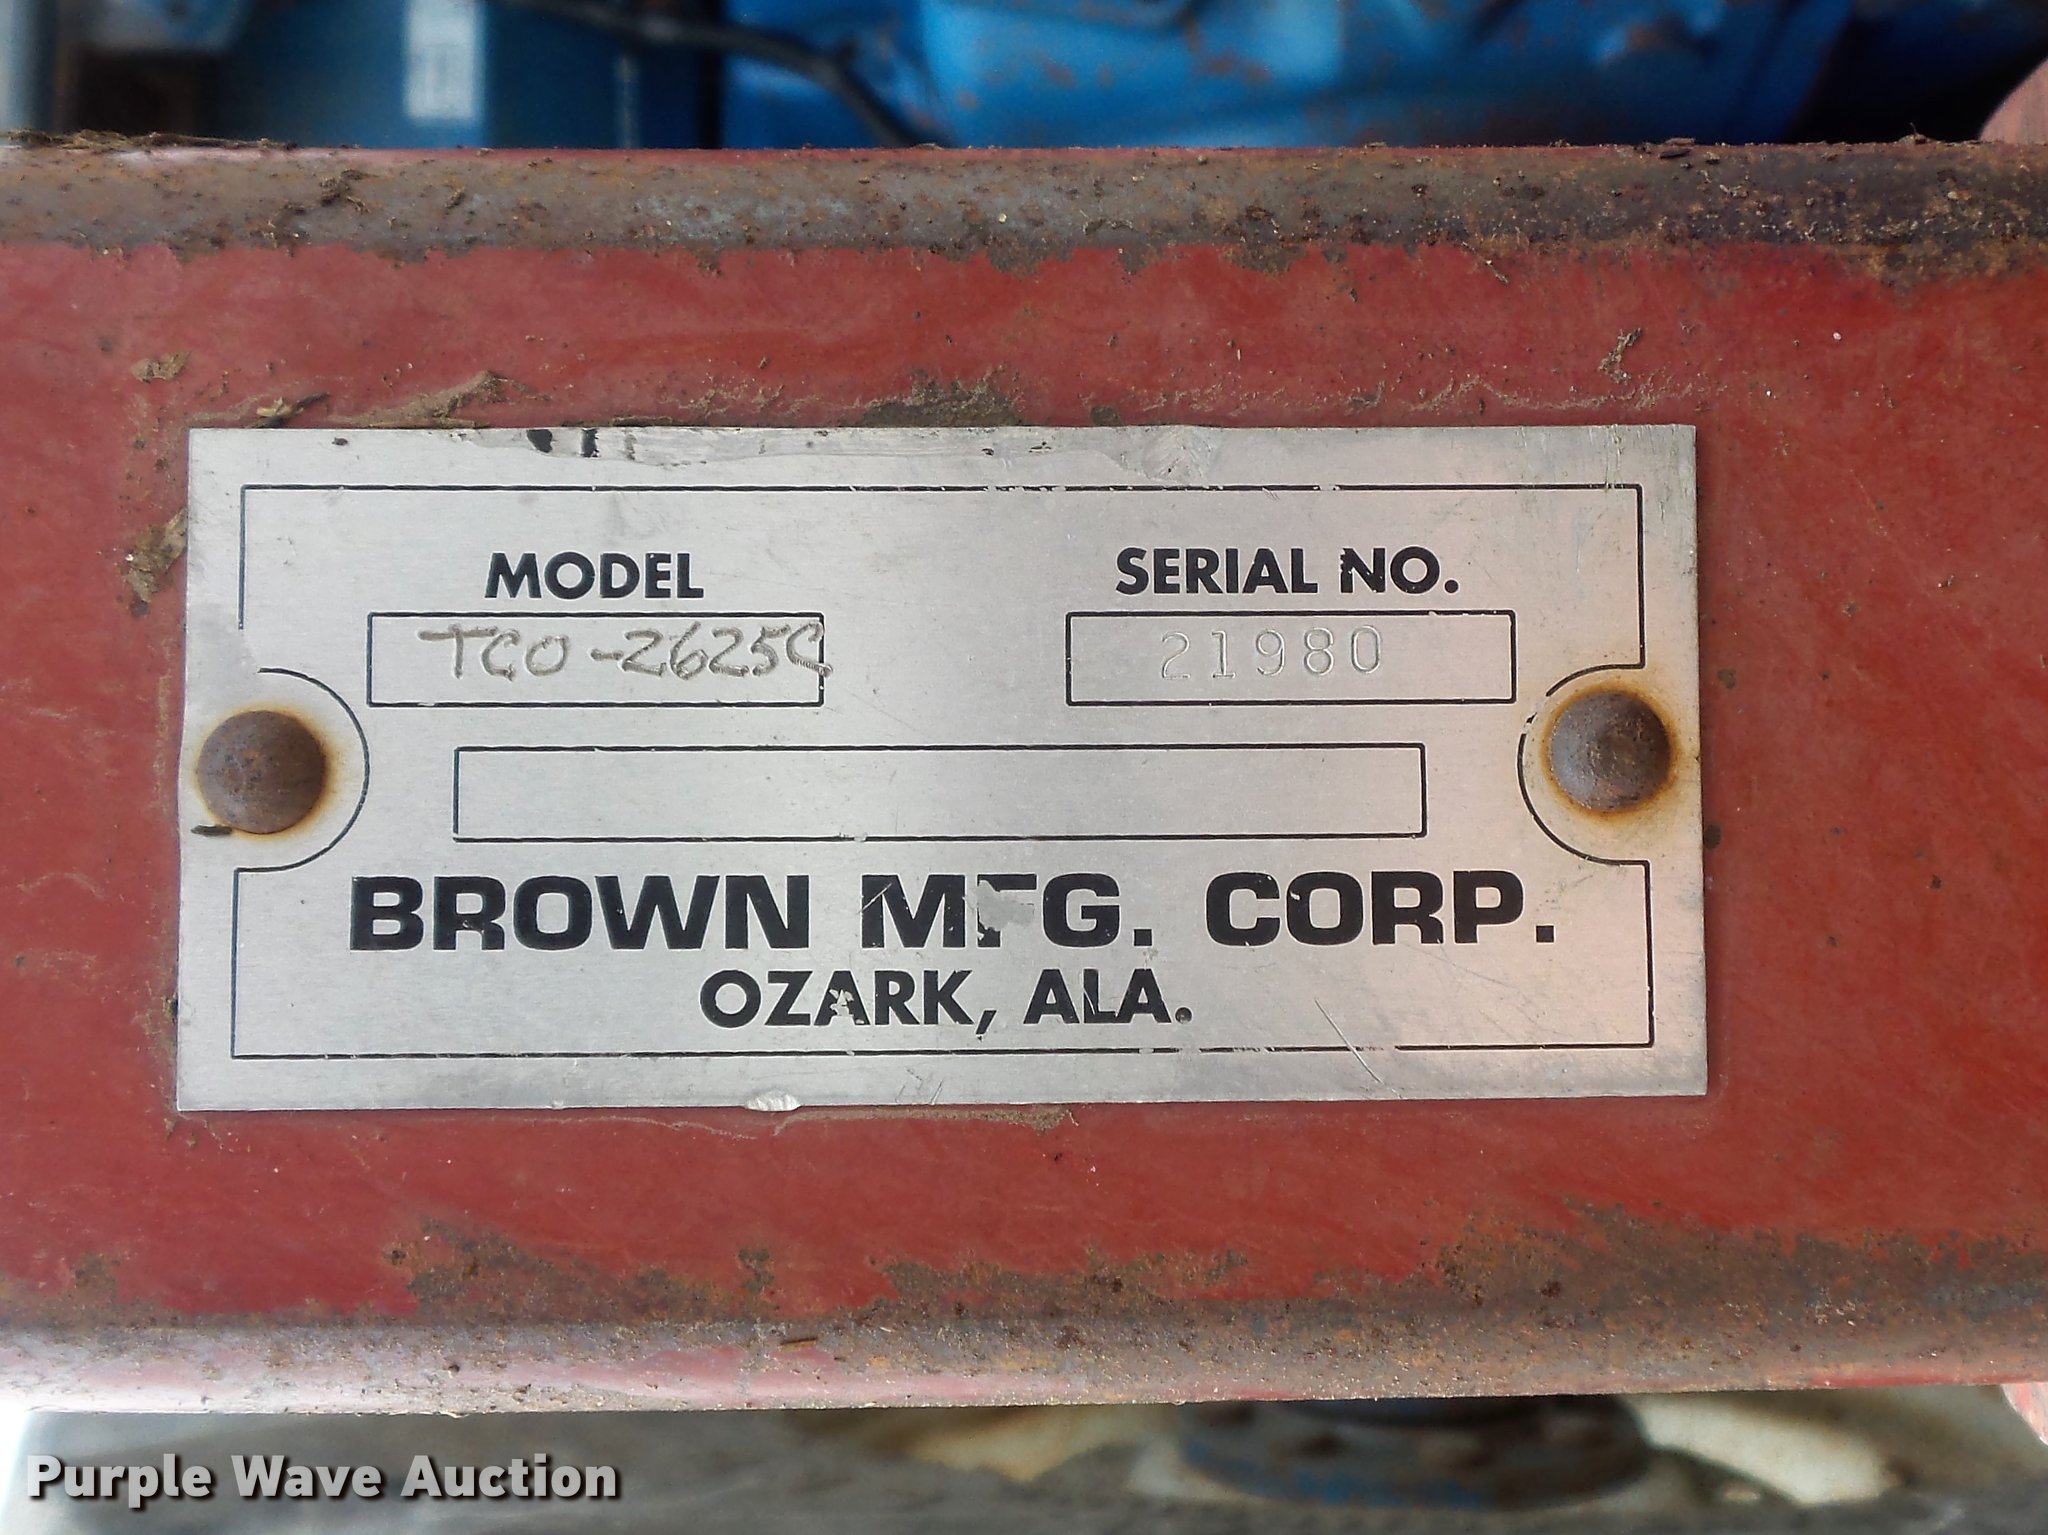 MODEL SERIAL NO.
TCO-2625C 21980
BROWN MFG. CORP.
OZARK, ALA.
Purple Wave Auction